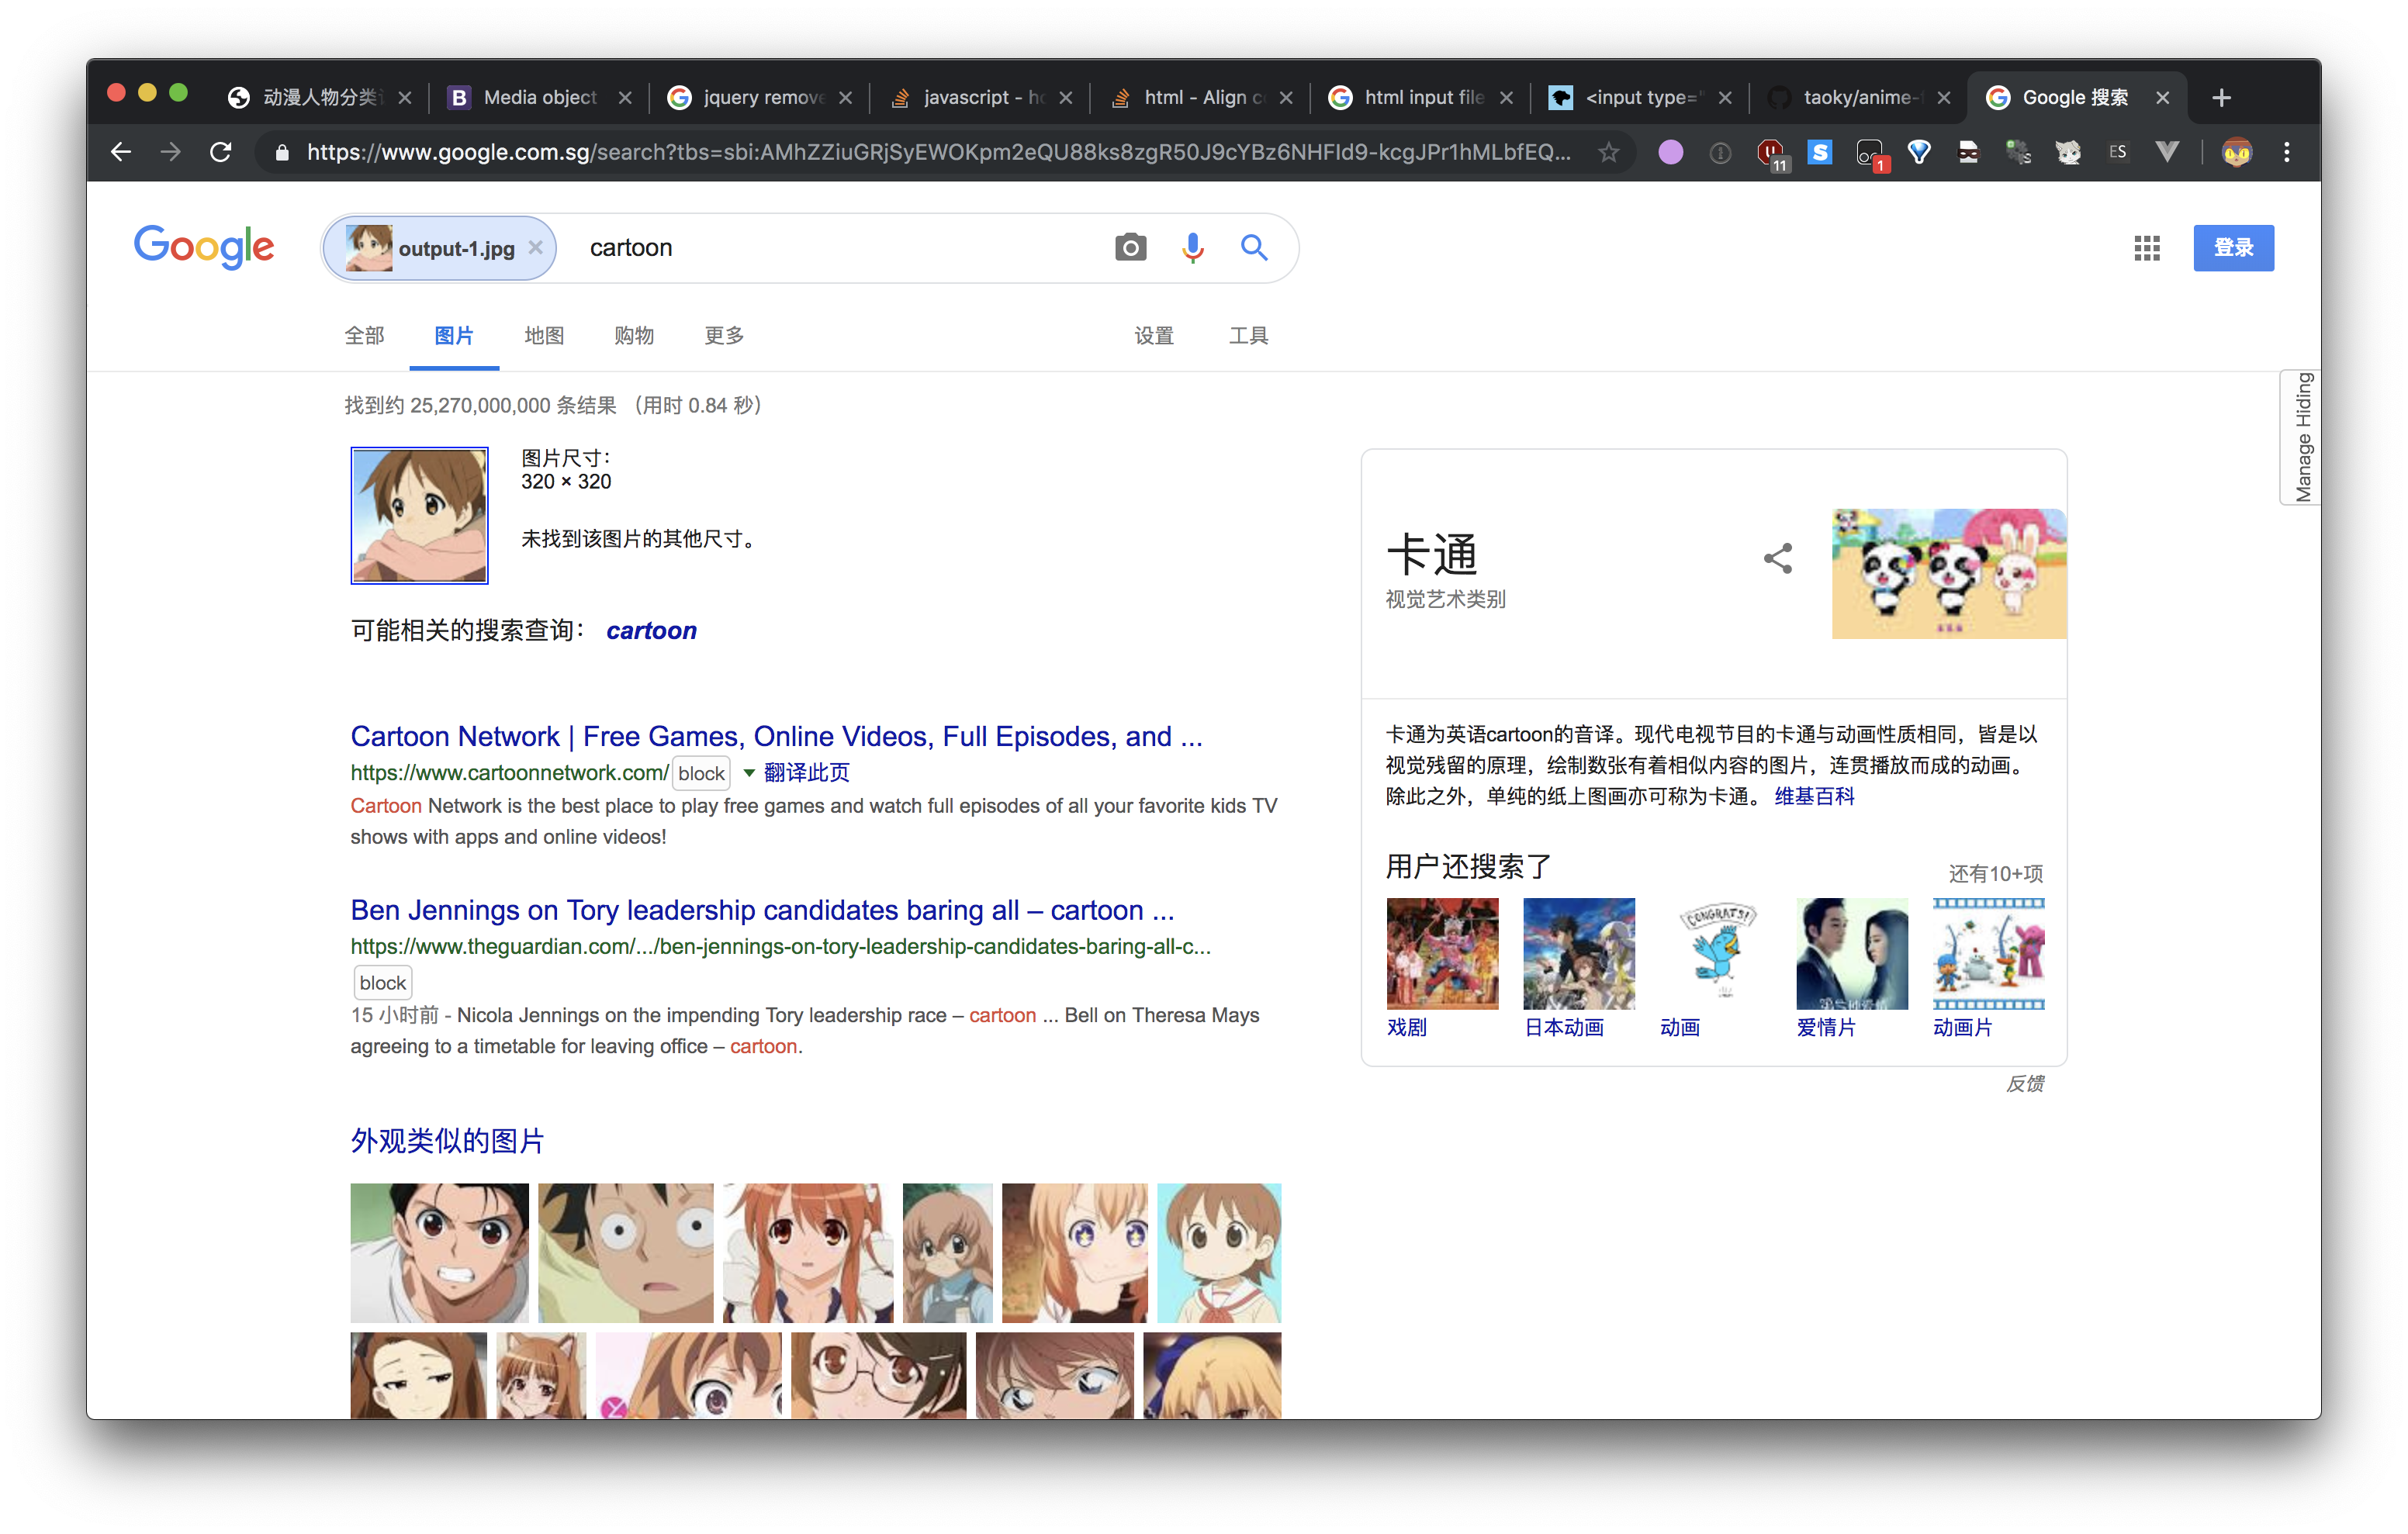 动漫人物分类
Media object
jquery remove
javascript - ho
html - Align c
html input file
<input type="
taoky/anime-f
Google 搜索
https://www.google.com.sg/search?tbs=sbi:AMhZZiuGRjSyEWOKpm2eQU88ks8zgR50J9cYBz6NHFId9-kcgJPr1hMLbfEQ...
11
1
ES
Google
output-1.jpg
cartoon
登录
全部
图片
地图
购物
更多
设置
工具
找到约 25,270,000,000 条结果 （用时 0.84 秒）
Manage Hiding
图片尺寸：
320 × 320
未找到该图片的其他尺寸。
可能相关的搜索查询： cartoon
Cartoon Network | Free Games, Online Videos, Full Episodes, and ...
https://www.cartoonnetwork.com/ block 翻译此页
Cartoon Network is the best place to play free games and watch full episodes of all your favorite kids TV
shows with apps and online videos!
Ben Jennings on Tory leadership candidates baring all – cartoon ...
https://www.theguardian.com/.../ben-jennings-on-tory-leadership-candidates-baring-all-c...
block
15 小时前 - Nicola Jennings on the impending Tory leadership race – cartoon ... Bell on Theresa Mays
agreeing to a timetable for leaving office – cartoon.
外观类似的图片
卡通
视觉艺术类别
卡通为英语cartoon的音译。现代电视节目的卡通与动画性质相同，皆是以
视觉残留的原理，绘制数张有着相似内容的图片，连贯播放而成的动画。
除此之外，单纯的纸上图画亦可称为卡通。 维基百科
用户还搜索了
还有10+项
CONGRATS!
戏剧
日本动画
动画
爱情片
动画片
反馈